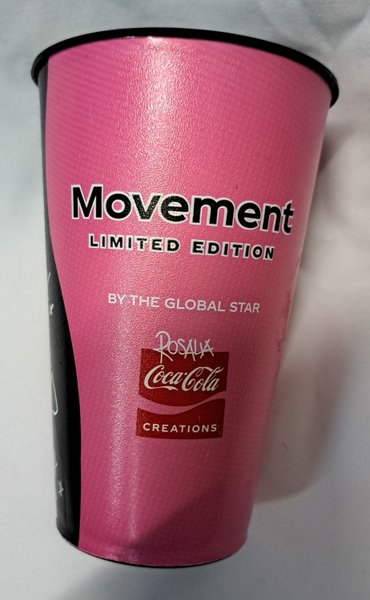 Movement
LIMITED EDITION
BY THE GLOBAL STAR
ROSALÍA
Coca-Cola
CREATIONS